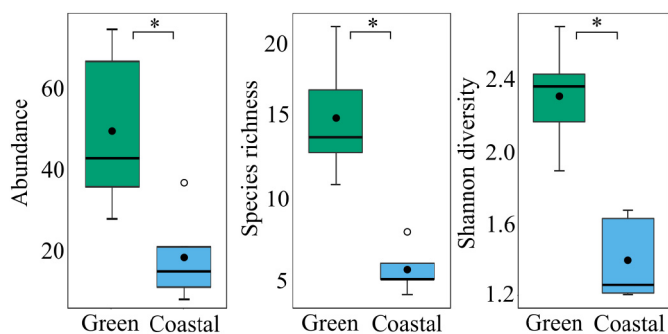 Abundance
60
40
20
*
Green Coastal
Species richness
20
15
10
5
*
Green Coastal
Shannon diversity
2.4
2.0
1.6
1.2
*
Green Coastal